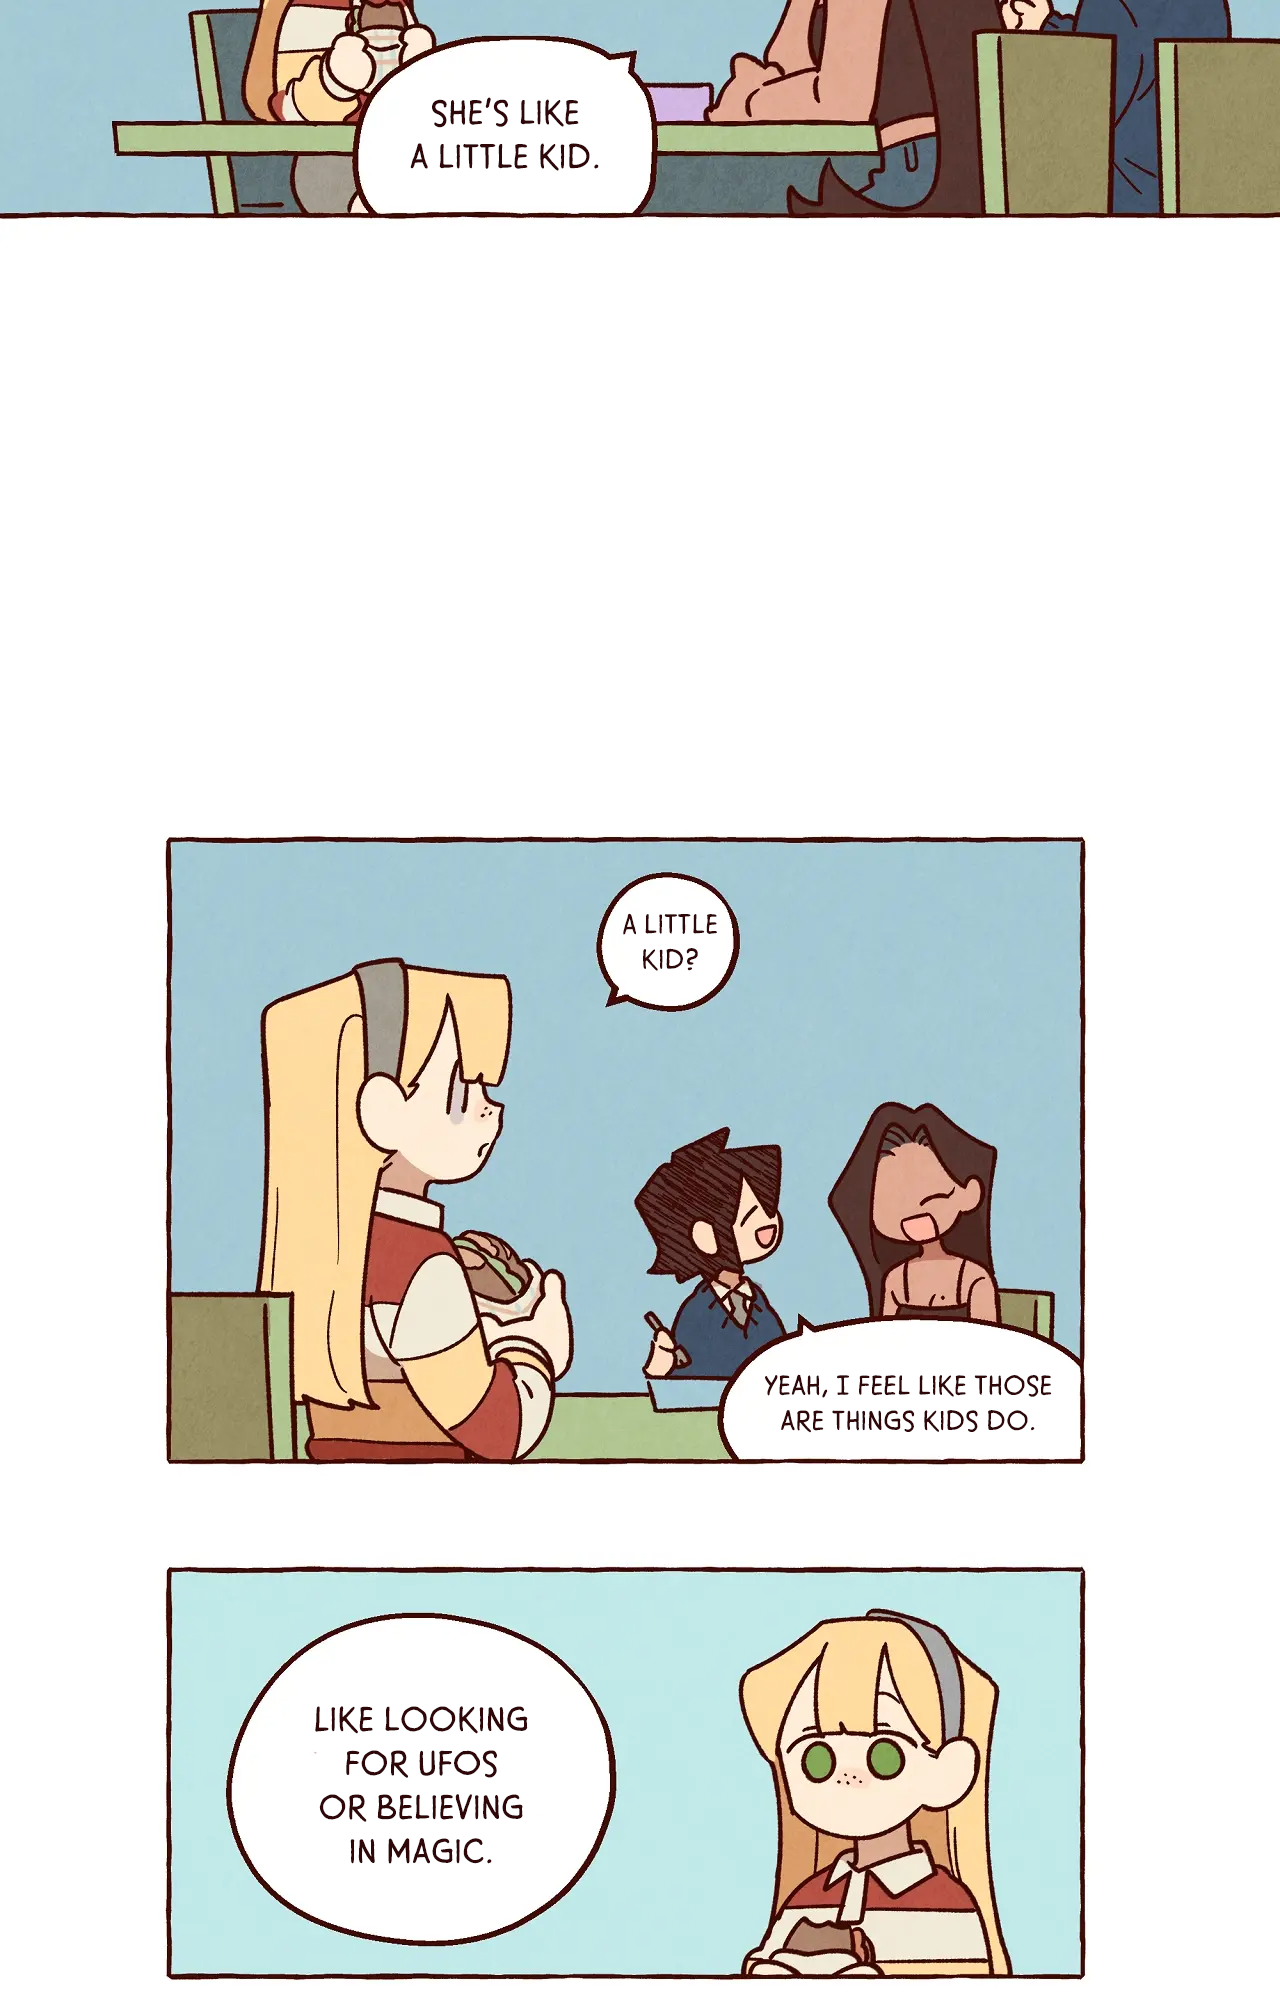 SHE'S LIKE
A LITTLE KID.
A LITTLE
KID?
YEAH, I FEEL LIKE THOSE
ARE THINGS KIDS DO.
LIKE LOOKING
FOR UFOS
OR BELIEVING
IN MAGIC.